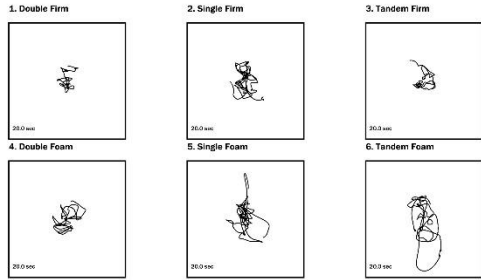 1. Double Firm
2. Single Firm
3. Tandem Firm
20.0 sec
20.0 sec
20.0 sec
4. Double Foam
5. Single Foam
6. Tandem Foam
20.0 sec
20.0 sec
20.0 sec